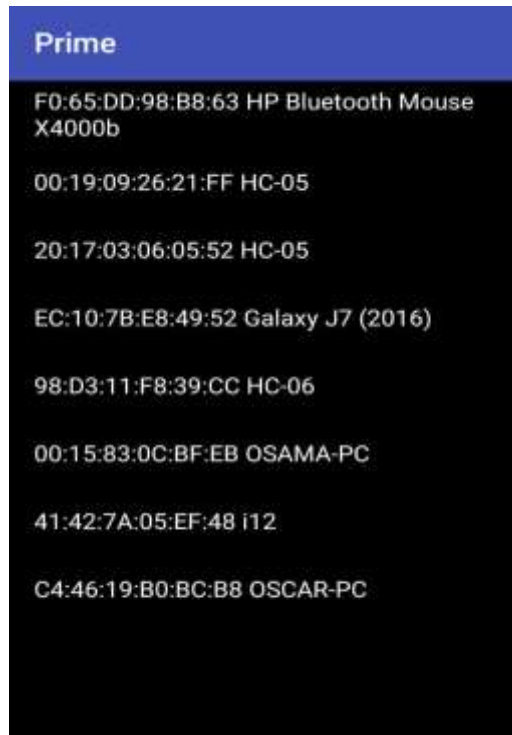 Prime
F0:65:DD:98:B8:63 HP Bluetooth Mouse
X4000b
00:19:09:26:21:FF HC-05
20:17:03:06:05:52 HC-05
EC:10:7B:E8:49:52 Galaxy J7 (2016)
98:D3:11:F8:39:CC HC-06
00:15:83:0C:BF:EB OSAMA-PC
41:42:7A:05:EF:48 i12
C4:46:19:B0:BC:B8 OSCAR-PC